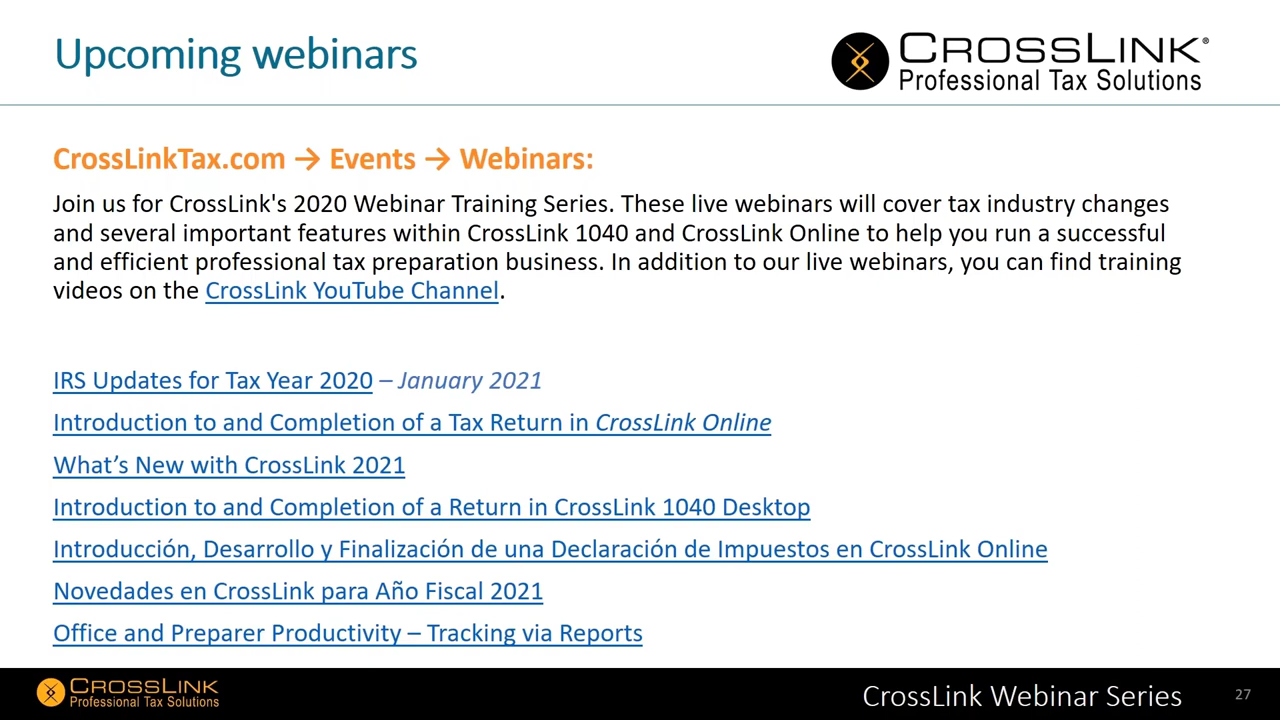 Upcoming webinars
CROSSLINK®
Professional Tax Solutions
CrossLinkTax.com → Events → Webinars:
Join us for CrossLink's 2020 Webinar Training Series. These live webinars will cover tax industry changes
and several important features within CrossLink 1040 and CrossLink Online to help you run a successful
and efficient professional tax preparation business. In addition to our live webinars, you can find training
videos on the CrossLink YouTube Channel.
IRS Updates for Tax Year 2020 – January 2021
Introduction to and Completion of a Tax Return in CrossLink Online
What’s New with CrossLink 2021
Introduction to and Completion of a Return in CrossLink 1040 Desktop
Introducción, Desarrollo y Finalización de una Declaración de Impuestos en CrossLink Online
Novedades en CrossLink para Año Fiscal 2021
Office and Preparer Productivity – Tracking via Reports
CROSSLINK
Professional Tax Solutions
CrossLink Webinar Series
27